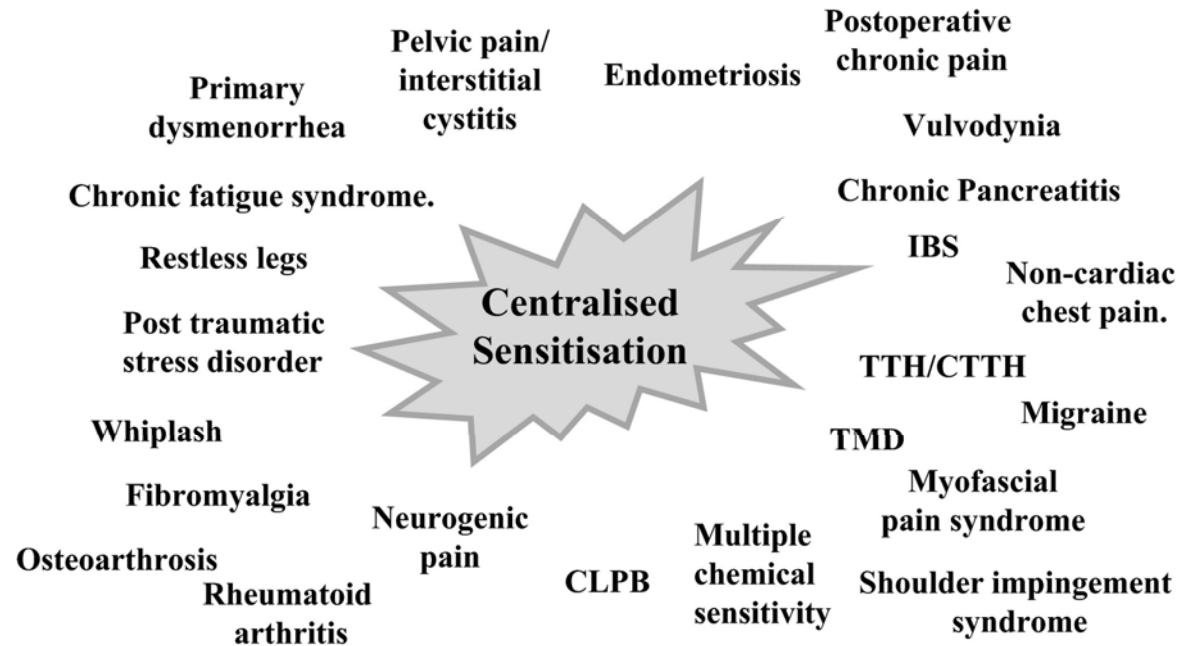 Postoperative
chronic pain
Pelvic pain/
interstitial
cystitis
Endometriosis
Primary
dysmenorrhea
Vulvodynia
Chronic fatigue syndrome.
Chronic Pancreatitis
IBS
Restless legs
Non-cardiac
chest pain.
Centralised
Sensitisation
Post traumatic
stress disorder
TTH/CTTH
Migraine
Whiplash
TMD
Myofascial
pain syndrome
Fibromyalgia
Neurogenic
pain
Multiple
chemical
sensitivity
Osteoarthrosis
CLPB
Shoulder impingement
syndrome
Rheumatoid
arthritis